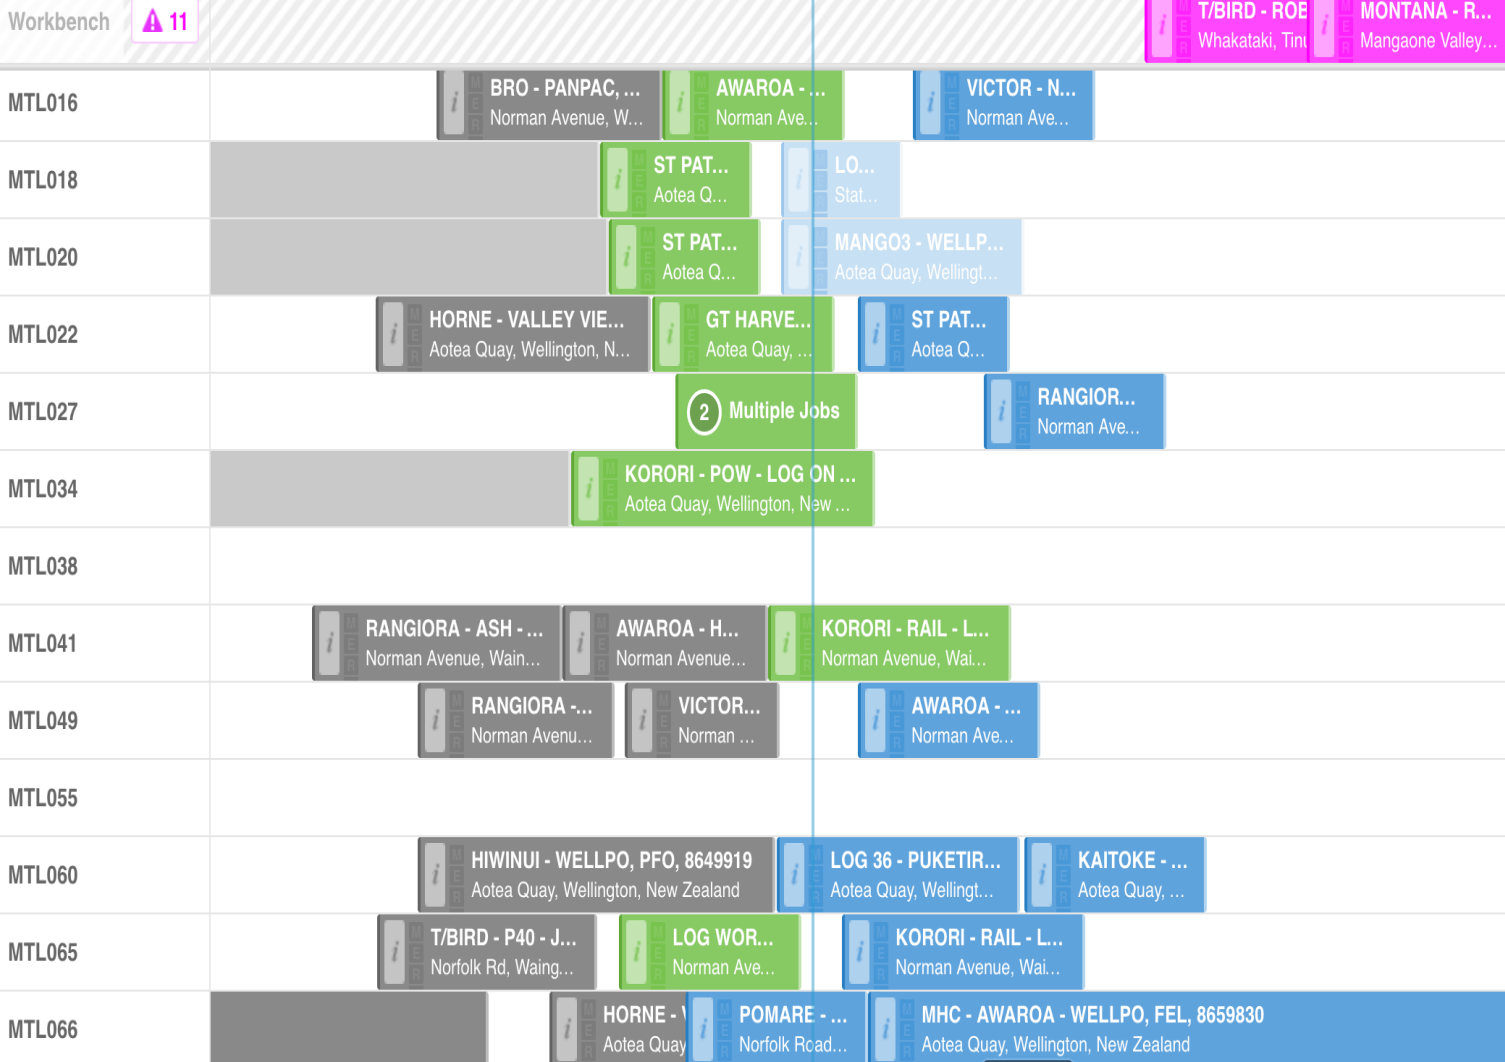 Workbench 11
T/BIRD - ROB
Whakataki, Tinu
MONTANA - R...
Mangaone Valley...
MTL016
BRO - PANPAC, ...
Norman Avenue, W...
AWAROA - ...
Norman Ave...
VICTOR - N...
Norman Ave...
MTL018
ST PAT...
Aotea Q...
LO...
Stat...
MTL020
ST PAT...
Aotea Q...
MANGO3 - WELLP...
Aotea Quay, Wellingt...
MTL022
HORNE - VALLEY VIE...
Aotea Quay, Wellington, N...
GT HARVE...
Aotea Quay, ...
ST PAT...
Aotea Q...
MTL027
2 Multiple Jobs
RANGIOR...
Norman Ave...
MTL034
KORORI - POW - LOG ON ...
Aotea Quay, Wellington, New ...
MTL038
MTL041
RANGIORA - ASH - ...
Norman Avenue, Wain...
AWAROA - H...
Norman Avenue...
KORORI - RAIL - L...
Norman Avenue, Wai...
MTL049
RANGIORA -...
Norman Avenu...
VICTOR...
Norman ...
AWAROA - ...
Norman Ave...
MTL055
MTL060
HIWINUI - WELLPO, PFO, 8649919
Aotea Quay, Wellington, New Zealand
LOG 36 - PUKETIR...
Aotea Quay, Wellingt...
KAITOKE - ...
Aotea Quay, ...
MTL065
T/BIRD - P40 - J...
Norfolk Rd, Waing...
LOG WOR...
Norman Ave...
KORORI - RAIL - L...
Norman Avenue, Wai...
MTL066
HORNE - V
Aotea Quay
POMARE - ...
Norfolk Road...
MHC - AWAROA - WELLPO, FEL, 8659830
Aotea Quay, Wellington, New Zealand